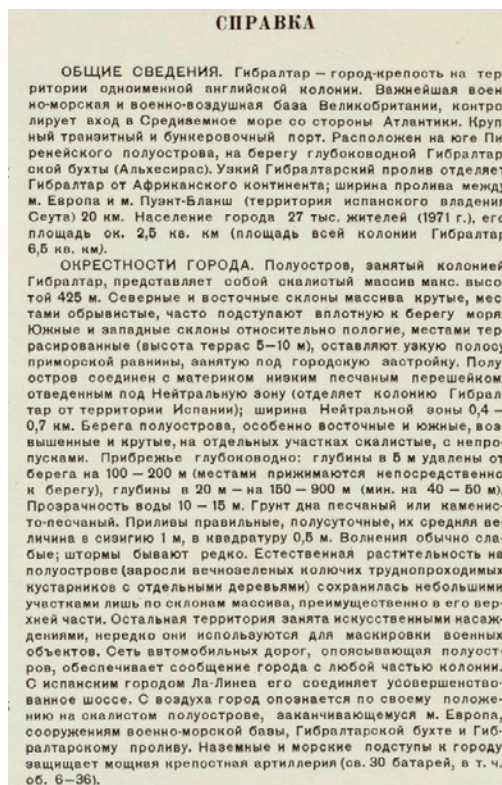 СПРАВКА
ОБЩИЕ СВЕДЕНИЯ. Гибралтар — город-крепость на тер
ритории одноименной английской колонии. Важнейшая воен
но-морская и военно-воздушная база Великобритании, контро
лирует вход в Средиземное море со стороны Атлантики. Круп
ный транзитный и бункеровочный порт. Расположен на юге Пи
ренейского полуострова, на берегу глубоководной Гибралтар
ской бухты (Альхесирас). Узкий Гибралтарский пролив отделяет
Гибралтар от Африканского континента; ширина пролива между
м. Европа и м. Пуэнт-Бланш (территория испанского владения
Сеута) 20 км. Население города 27 тыс. жителей (1971 г.), его
площадь ок. 2,5 кв. км (площадь всей колонии Гибралтар
6,5 кв. км).
ОКРЕСТНОСТИ ГОРОДА. Полуостров, занятый колонией
Гибралтар, представляет собой скалистый массив макс. высо
той 425 м. Северные и восточные склоны массива крутые, мес
тами обрывистые, часто подступают вплотную к берегу моря
Южные и западные склоны относительно пологие, местами тер
расированные (высота террас 5—10 м), оставляют узкую полосу
приморской равнины, занятую под городскую застройку. Полу
остров соединен с материком низким песчаным перешейком
отведенным под Нейтральную зону (отделяет колонию Гибрал
тар от территории Испании); ширина Нейтральной зоны 0,4 —
0,7 км. Берега полуострова, особенно восточные и южные, воз
вышенные и крутые, на отдельных участках скалистые, с непро
пусками. Прибрежье глубоководно: глубины в 5 м удалены от
берега на 100 — 200 м (местами прижимаются непосредственно
к берегу), глубины в 20 м — на 150 — 900 м (мин. на 40 — 50 м)
Прозрачность воды 10 — 15 м. Грунт дна песчаный или каменис
то-песчаный. Приливы правильные, полусуточные, их средняя ве
личина в сизигию 1 м, в квадратуру 0,5 м. Волнения обычно сла
бые; штормы бывают редко. Естественная растительность на
полуострове (заросли вечнозеленых колючих труднопроходимых
кустарников с отдельными деревьями) сохранилась небольшими
участками лишь по склонам массива, преимущественно в его вер
хней части. Остальная территория занята искусственными насаж
дениями, нередко они используются для маскировки военных
объектов. Сеть автомобильных дорог, опоясывающая полуост
ров, обеспечивает сообщение города с любой частью колонии.
С испанским городом Ла-Линеа его соединяет усовершенство-
ванное шоссе. С воздуха город опознается по своему положе-
нию на скалистом полуострове, заканчивающемуся м. Европа,
сооружениям военно-морской базы, Гибралтарской бухте и Гиб-
ралтарскому проливу. Наземные и морские подступы к городу
защищает мощная крепостная артиллерия (св. 30 батарей, в т. ч.
об. 6—36).